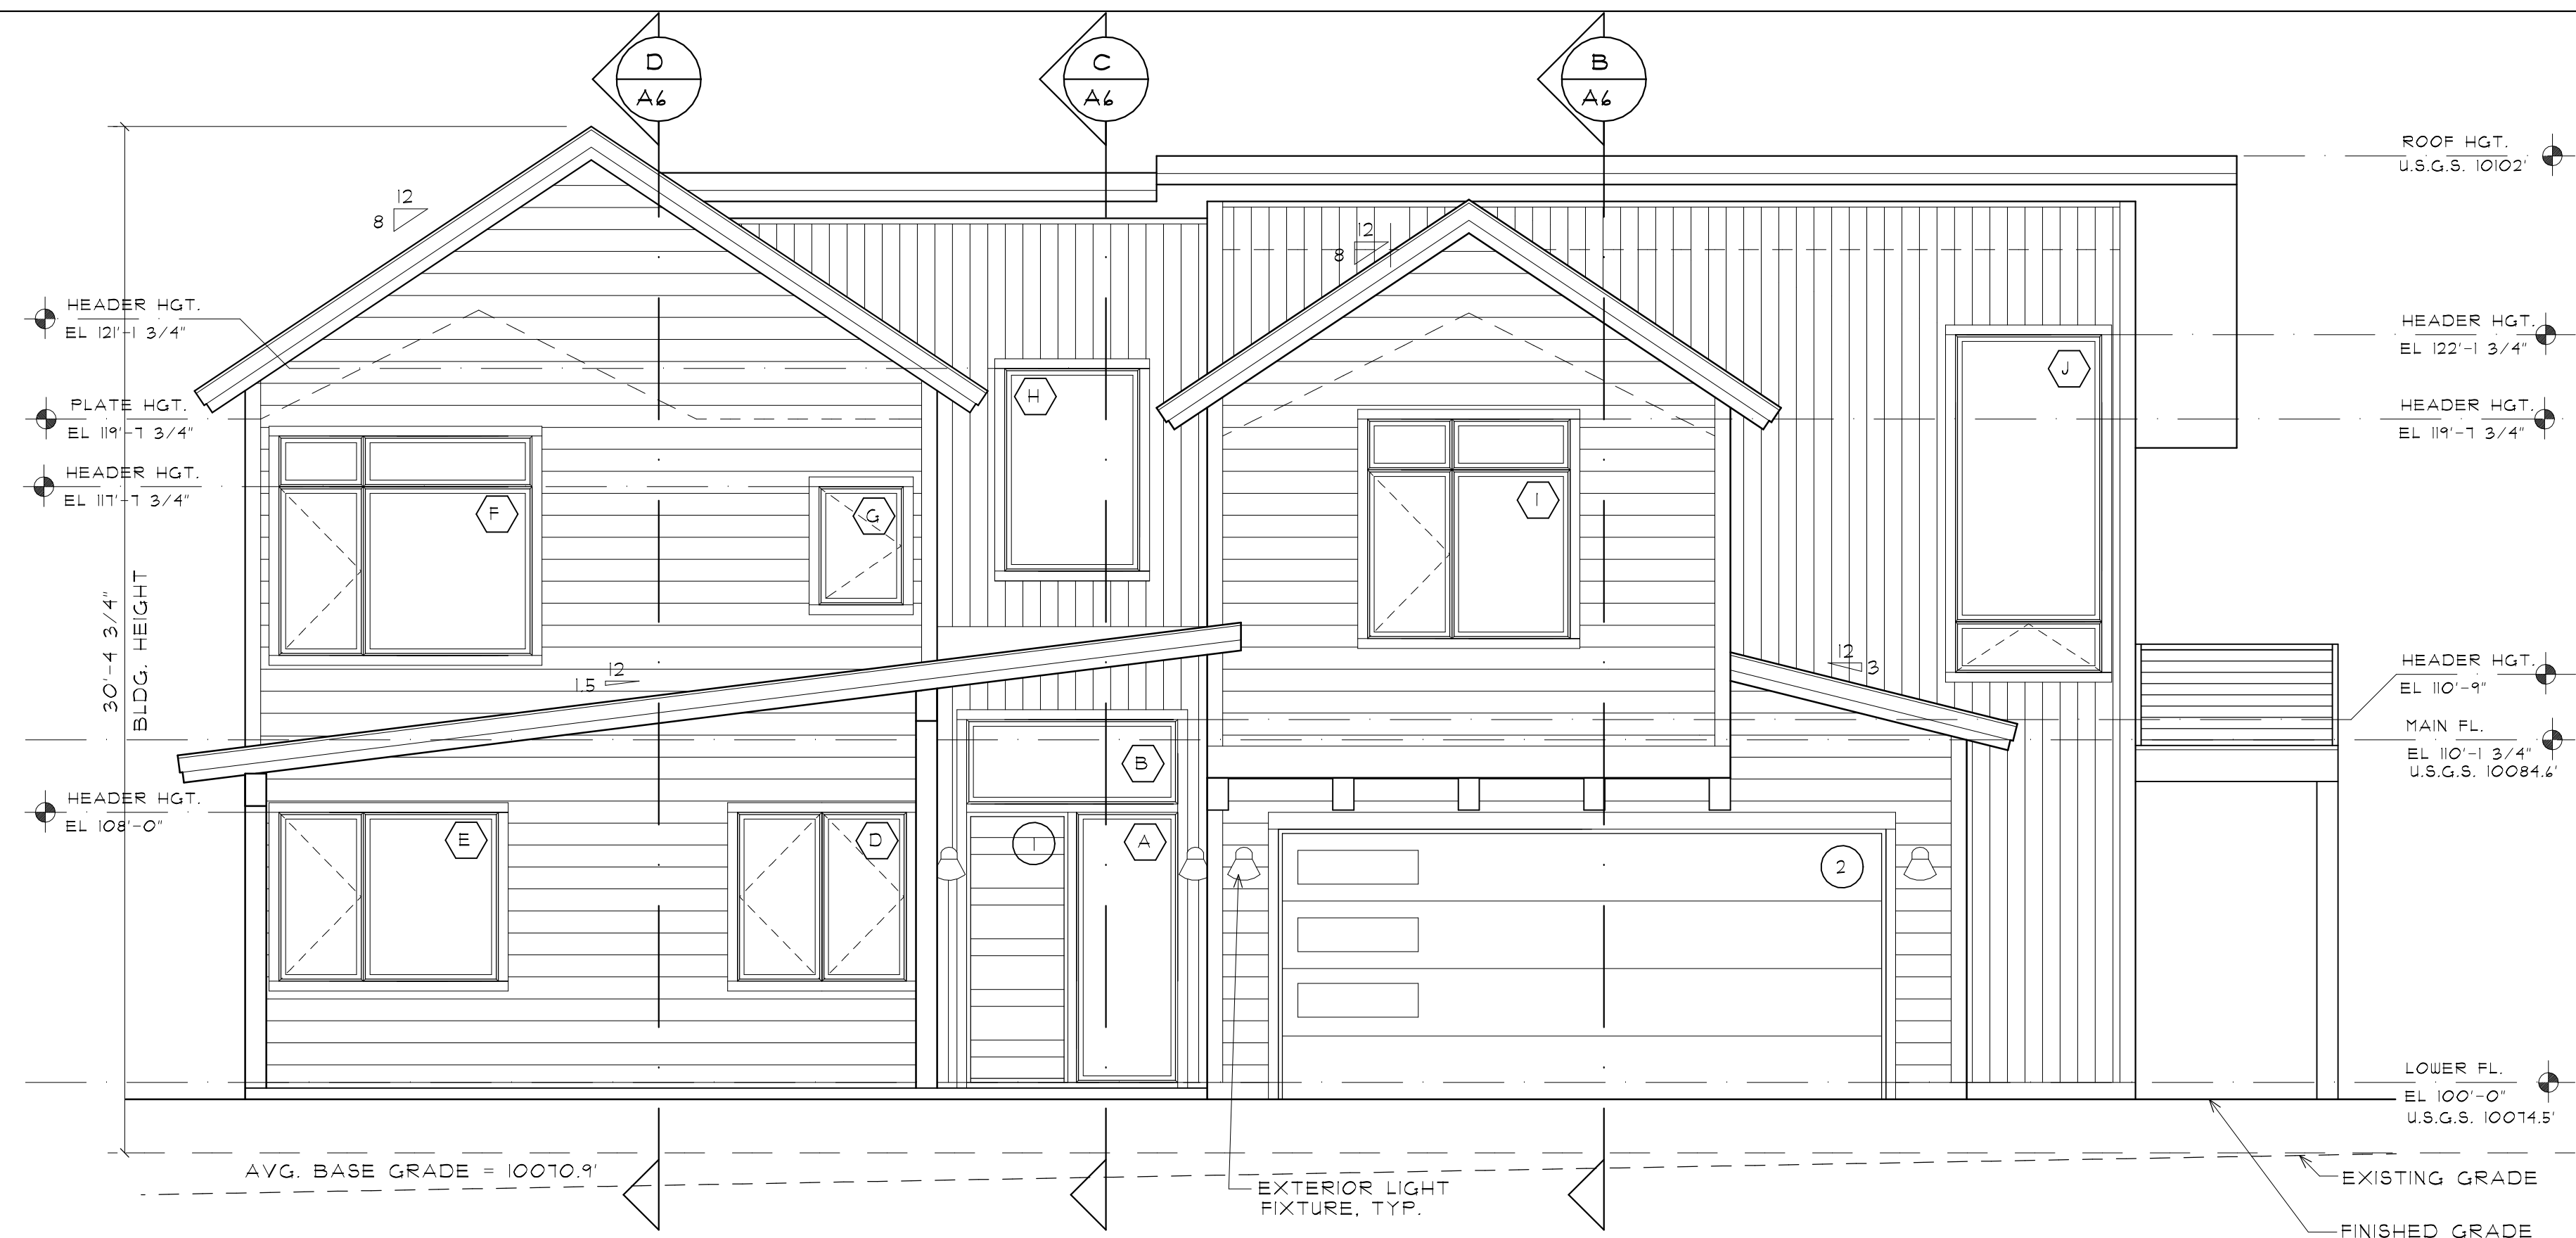 D
A6
C
A6
B
A6
ROOF HGT.
U.S.G.S. 10102'
12
8
12
8
HEADER HGT.
EL 121'-1 3/4"
HEADER HGT.
EL 122'-1 3/4"
PLATE HGT.
EL 119'-7 3/4"
HEADER HGT.
EL 119'-7 3/4"
HEADER HGT.
EL 117'-7 3/4"
H
J
F
G
I
30'-4 3/4"
BLDG. HEIGHT
12
1.5
12
3
HEADER HGT.
EL 110'-9"
MAIN FL.
EL 110'-1 3/4"
U.S.G.S. 10084.6'
HEADER HGT.
EL 108'-0"
B
E
D
1
A
2
LOWER FL.
EL 100'-0"
U.S.G.S. 10074.5'
AVG. BASE GRADE = 10070.9'
EXTERIOR LIGHT
FIXTURE, TYP.
EXISTING GRADE
FINISHED GRADE